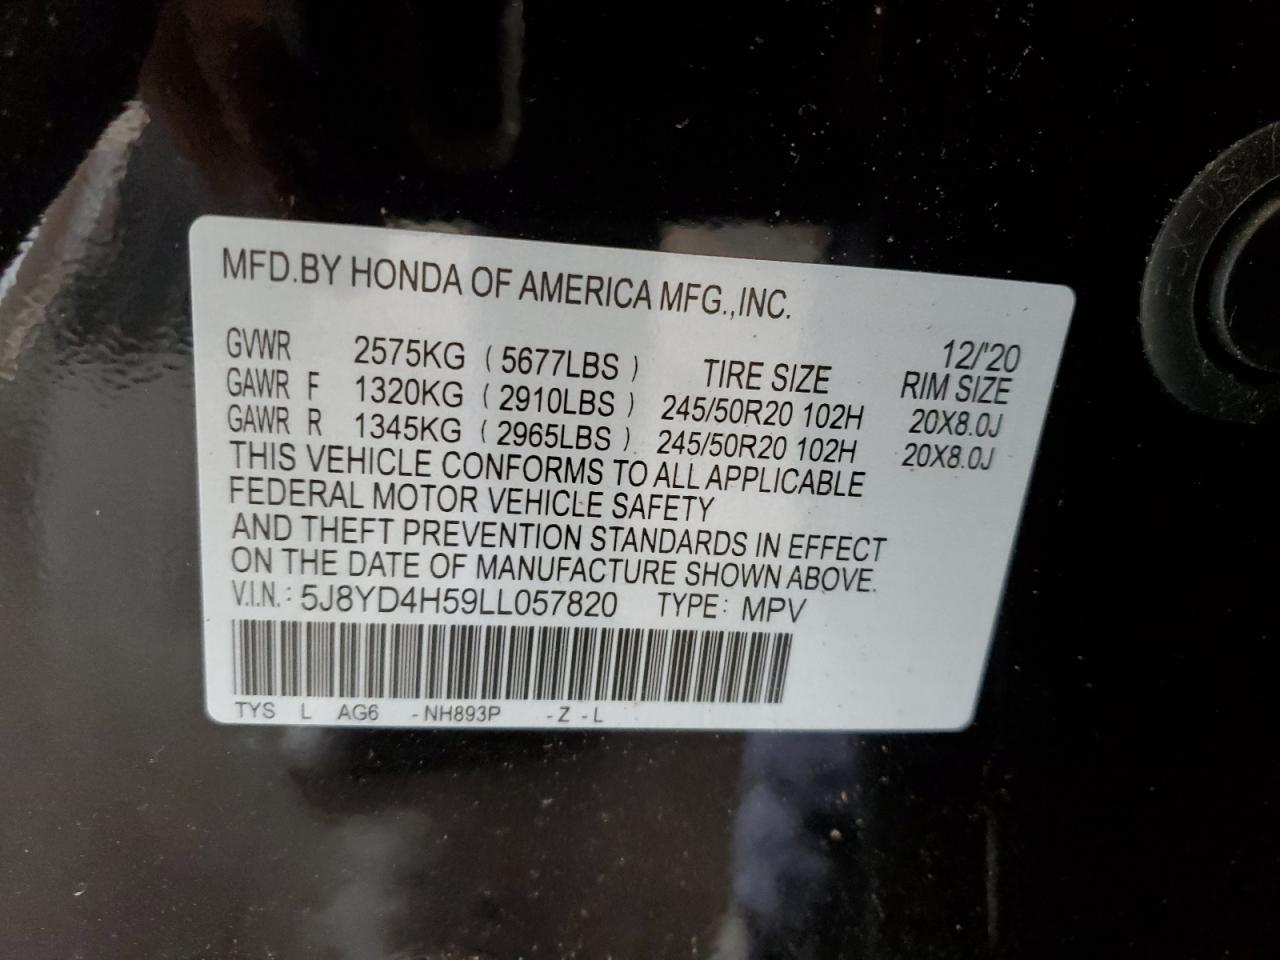 MFD.BY HONDA OF AMERICA MFG.,INC.
12/'20
GVWR 2575KG ( 5677LBS ) TIRE SIZE RIM SIZE
GAWR F 1320KG ( 2910LBS ) 245/50R20 102H 20X8.0J
GAWR R 1345KG ( 2965LBS ) 245/50R20 102H 20X8.0J
THIS VEHICLE CONFORMS TO ALL APPLICABLE
FEDERAL MOTOR VEHICLE SAFETY
AND THEFT PREVENTION STANDARDS IN EFFECT
ON THE DATE OF MANUFACTURE SHOWN ABOVE.
V.I.N.: 5J8YD4H59LL057820 TYPE: MPV
TYS L AG6 -NH893P -Z -L